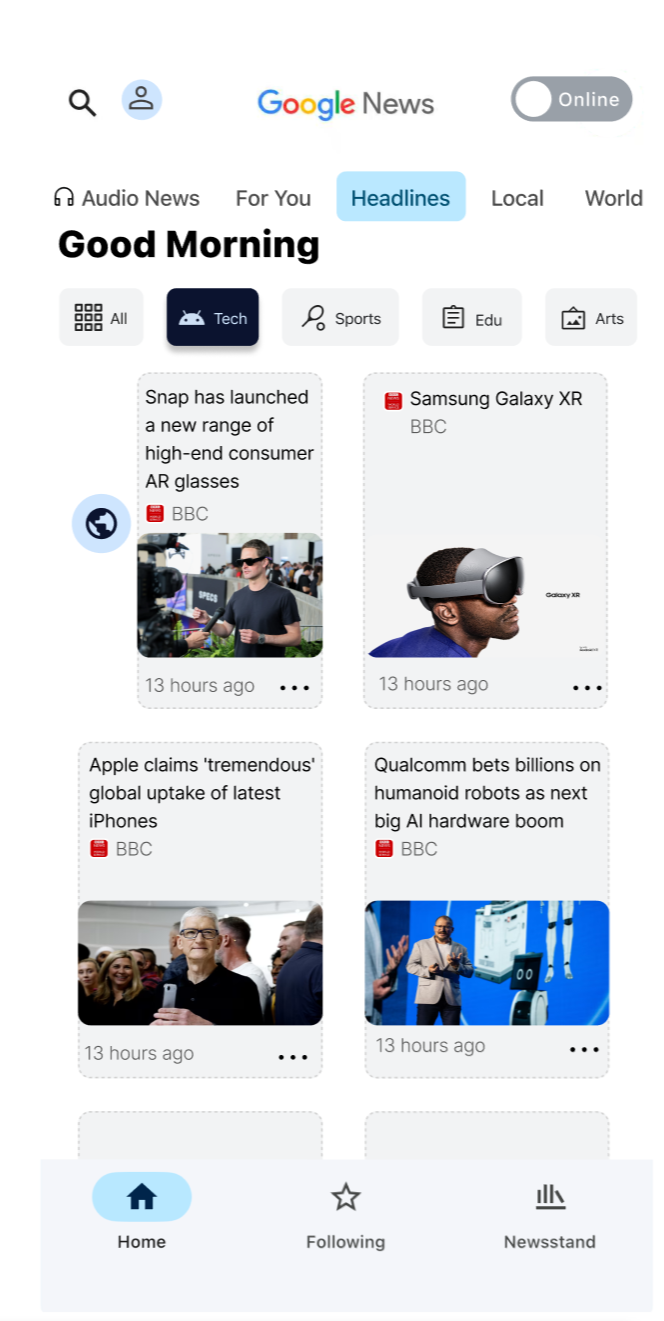 Google News
Online
Audio News
For You
Headlines
Local
World
Good Morning
All
Tech
Sports
Edu
Arts
Snap has launched
a new range of
high-end consumer
AR glasses
BBC
SPECS
13 hours ago
Samsung Galaxy XR
BBC
Galaxy XR
13 hours ago
Apple claims 'tremendous'
global uptake of latest
iPhones
BBC
13 hours ago
Qualcomm bets billions on
humanoid robots as next
big AI hardware boom
BBC
13 hours ago
Home
Following
Newsstand